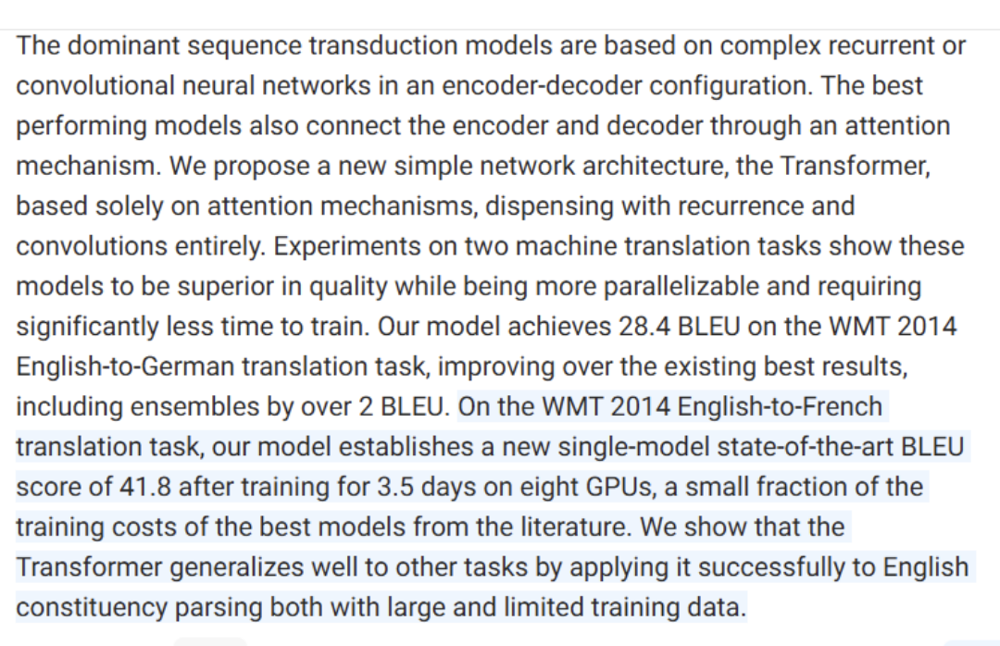 The dominant sequence transduction models are based on complex recurrent or
convolutional neural networks in an encoder-decoder configuration. The best
performing models also connect the encoder and decoder through an attention
mechanism. We propose a new simple network architecture, the Transformer,
based solely on attention mechanisms, dispensing with recurrence and
convolutions entirely. Experiments on two machine translation tasks show these
models to be superior in quality while being more parallelizable and requiring
significantly less time to train. Our model achieves 28.4 BLEU on the WMT 2014
English-to-German translation task, improving over the existing best results,
including ensembles by over 2 BLEU. On the WMT 2014 English-to-French
translation task, our model establishes a new single-model state-of-the-art BLEU
score of 41.8 after training for 3.5 days on eight GPUs, a small fraction of the
training costs of the best models from the literature. We show that the
Transformer generalizes well to other tasks by applying it successfully to English
constituency parsing both with large and limited training data.